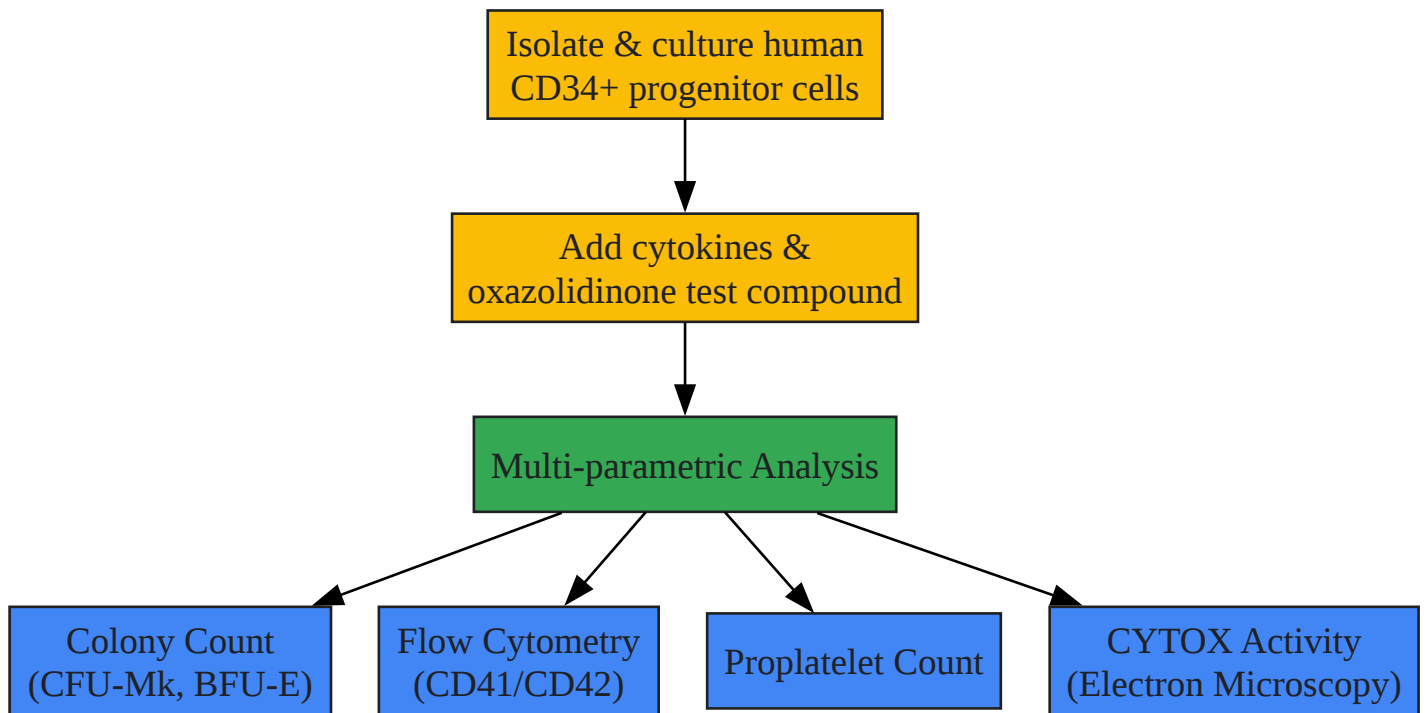 Isolate & culture human
CD34+ progenitor cells
Add cytokines &
oxazolidinone test compound
Multi-parametric Analysis
Colony Count
(CFU-Mk, BFU-E)
Flow Cytometry
(CD41/CD42)
Proplatelet Count
CYTOX Activity
(Electron Microscopy)